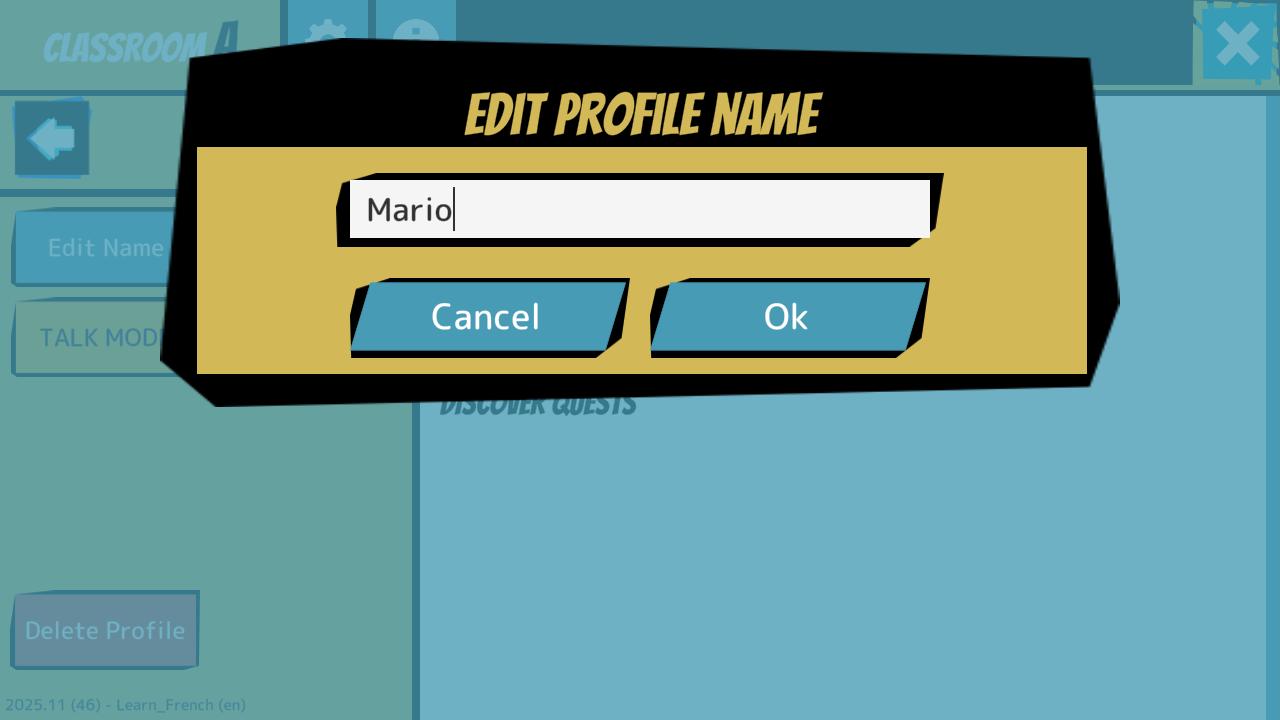 CLASSROOM A
EDIT PROFILE NAME
Mario
Edit Name
Cancel
Ok
TALK MOD
DISCOVER QUESTS
Delete Profile
2025.11 (46) - Learn_French (en)